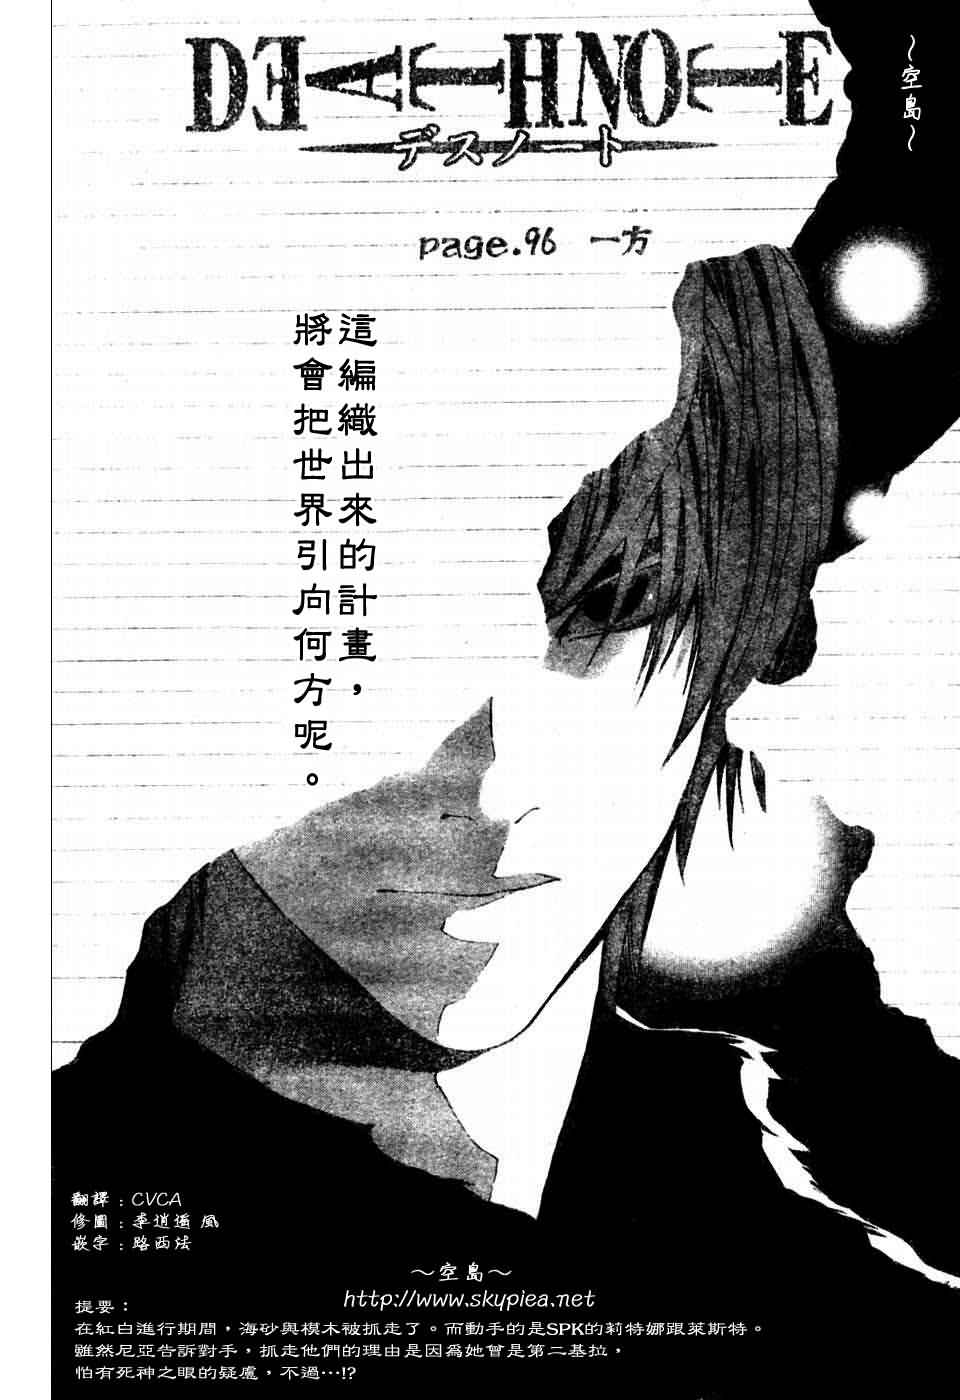 DEATH NOTE
デスノート
～空島～
page.96 一方
這編織出來的計畫，
將會把世界引向何方呢。
翻譯：CVCA
修圖：李逍遙 風
嵌字：路西法
～空島～
http://www.skypiea.net
提要：
在紅白進行期間，海砂與模木被抓走了。而動手的是SPK的莉特娜跟萊斯特。
雖然尼亞告訴對手，抓走他們的理由是因為她曾是第二基拉，
怕有死神之眼的疑慮，不過…!?